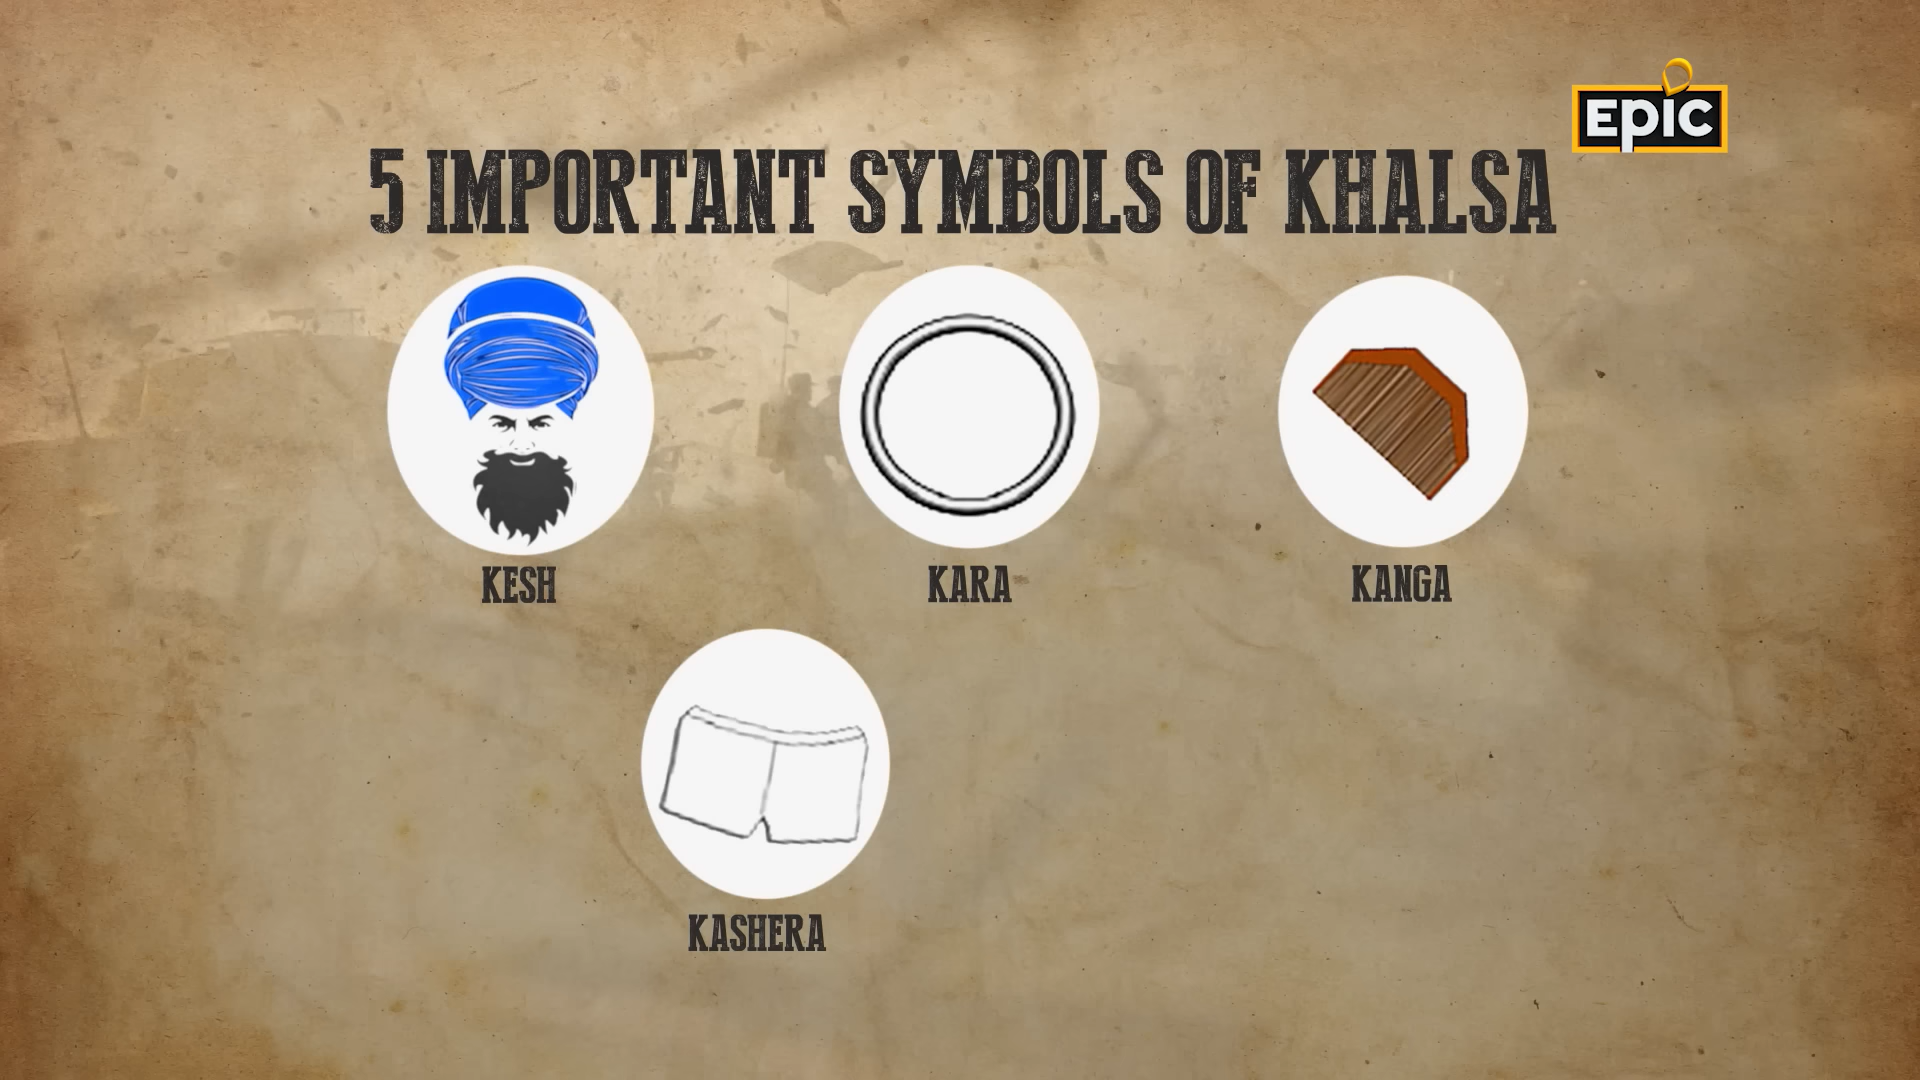 EPIC
5 IMPORTANT SYMBOLS OF KHALSA
KESH
KARA
KANGA
KASHERA